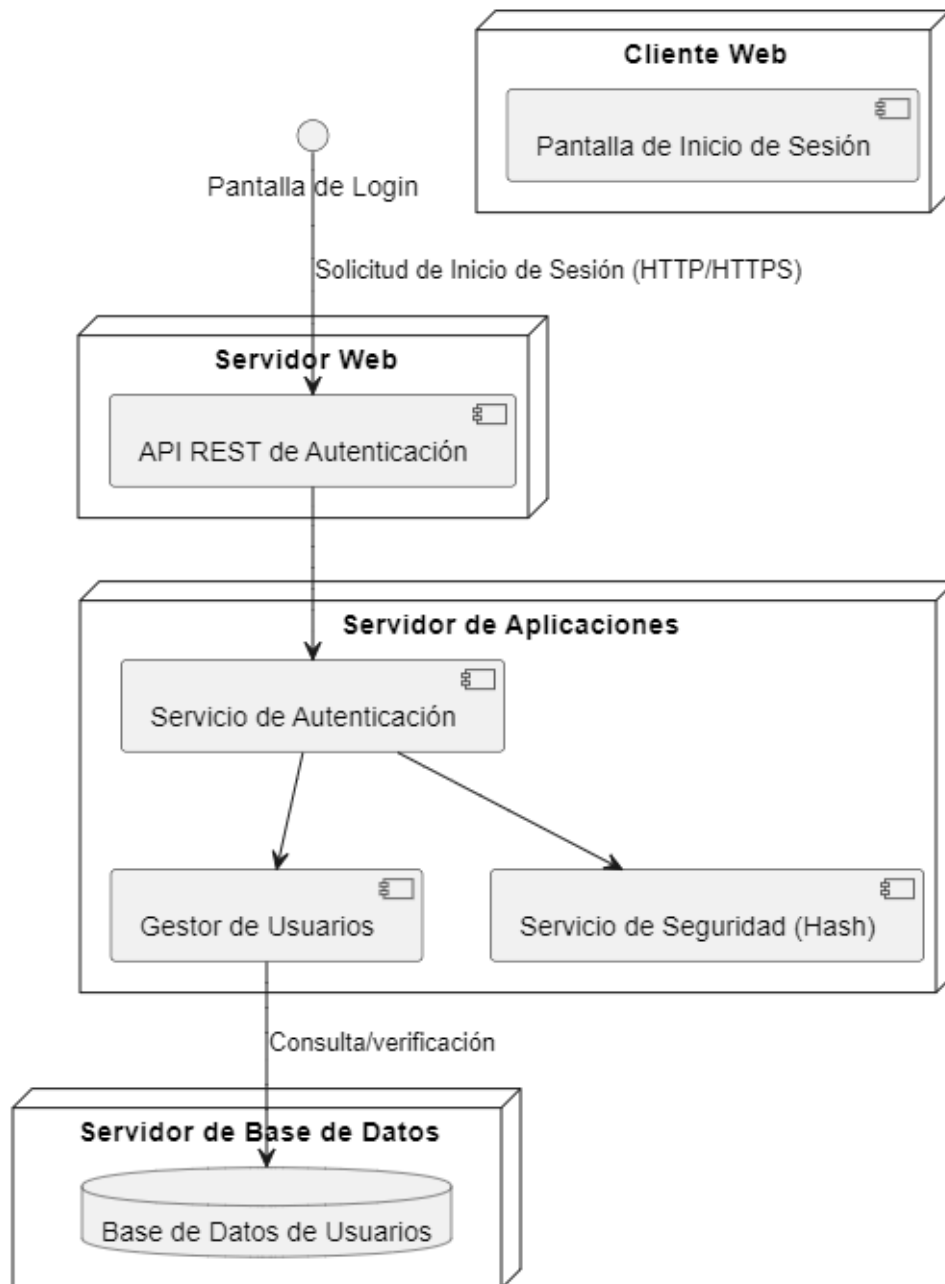 Cliente Web
Pantalla de Inicio de Sesión
Pantalla de Login
Solicitud de Inicio de Sesión (HTTP/HTTPS)
Servidor Web
API REST de Autenticación
Servidor de Aplicaciones
Servicio de Autenticación
Gestor de Usuarios
Servicio de Seguridad (Hash)
Consulta/verificación
Servidor de Base de Datos
Base de Datos de Usuarios